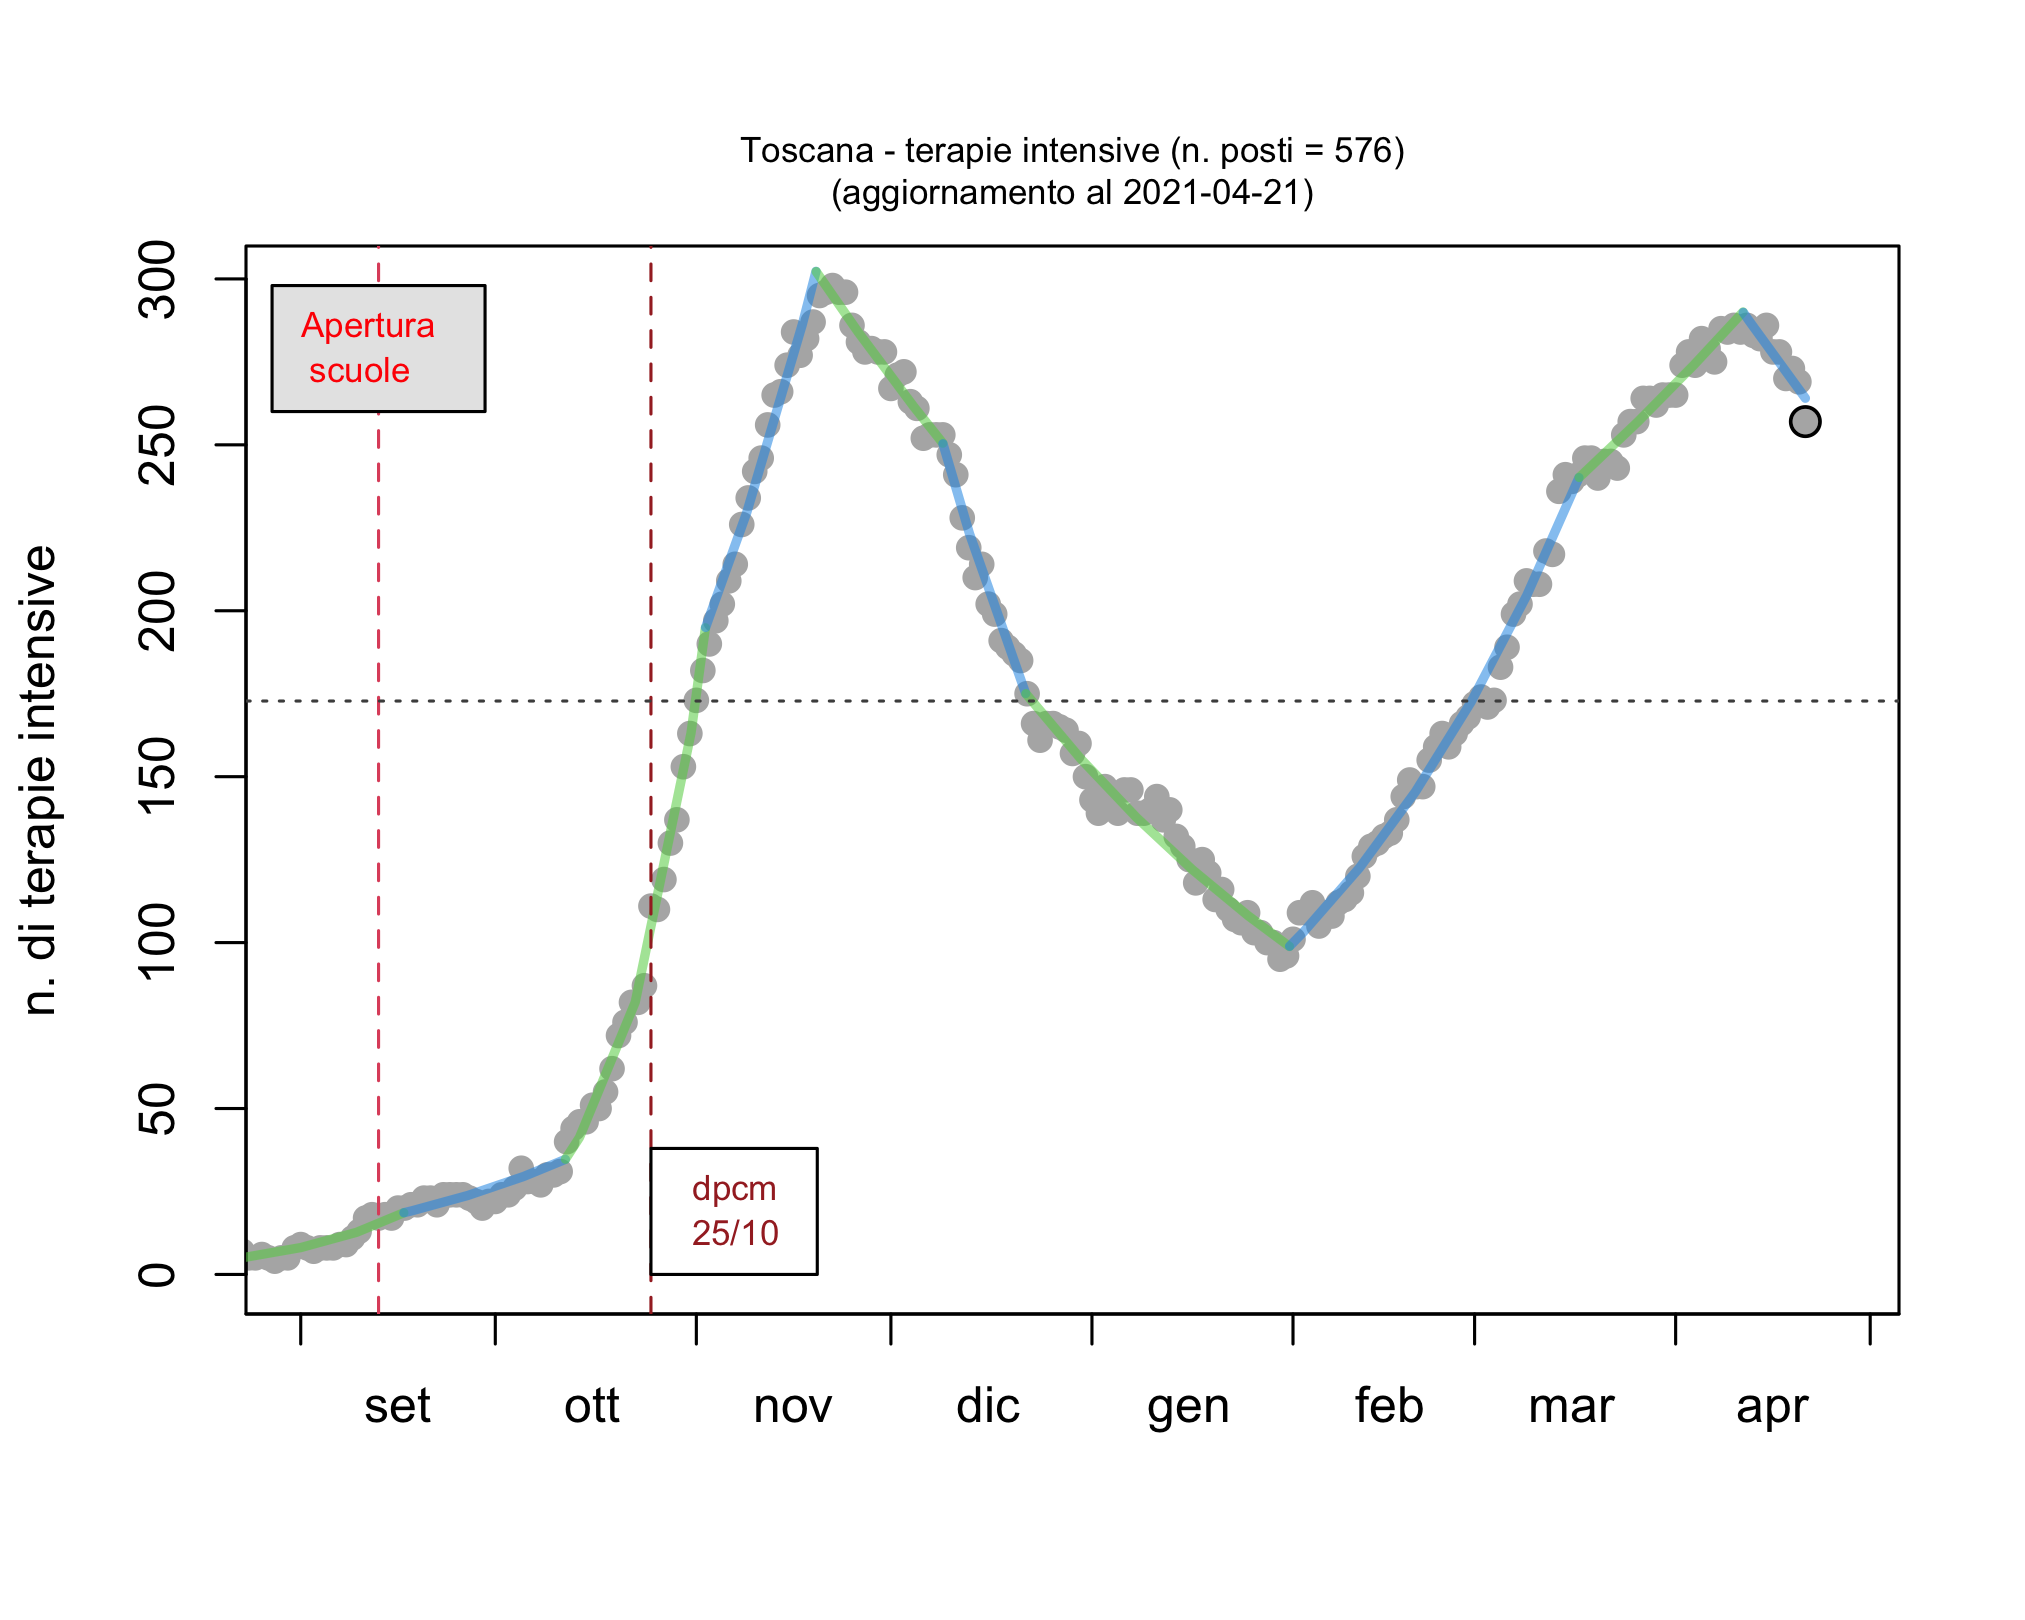 Toscana - terapie intensive (n. posti = 576)
(aggiornamento al 2021-04-21)
n. di terapie intensive
300
250
200
150
100
50
0
Apertura
scuole
dpcm
25/10
set ott nov dic gen feb mar apr